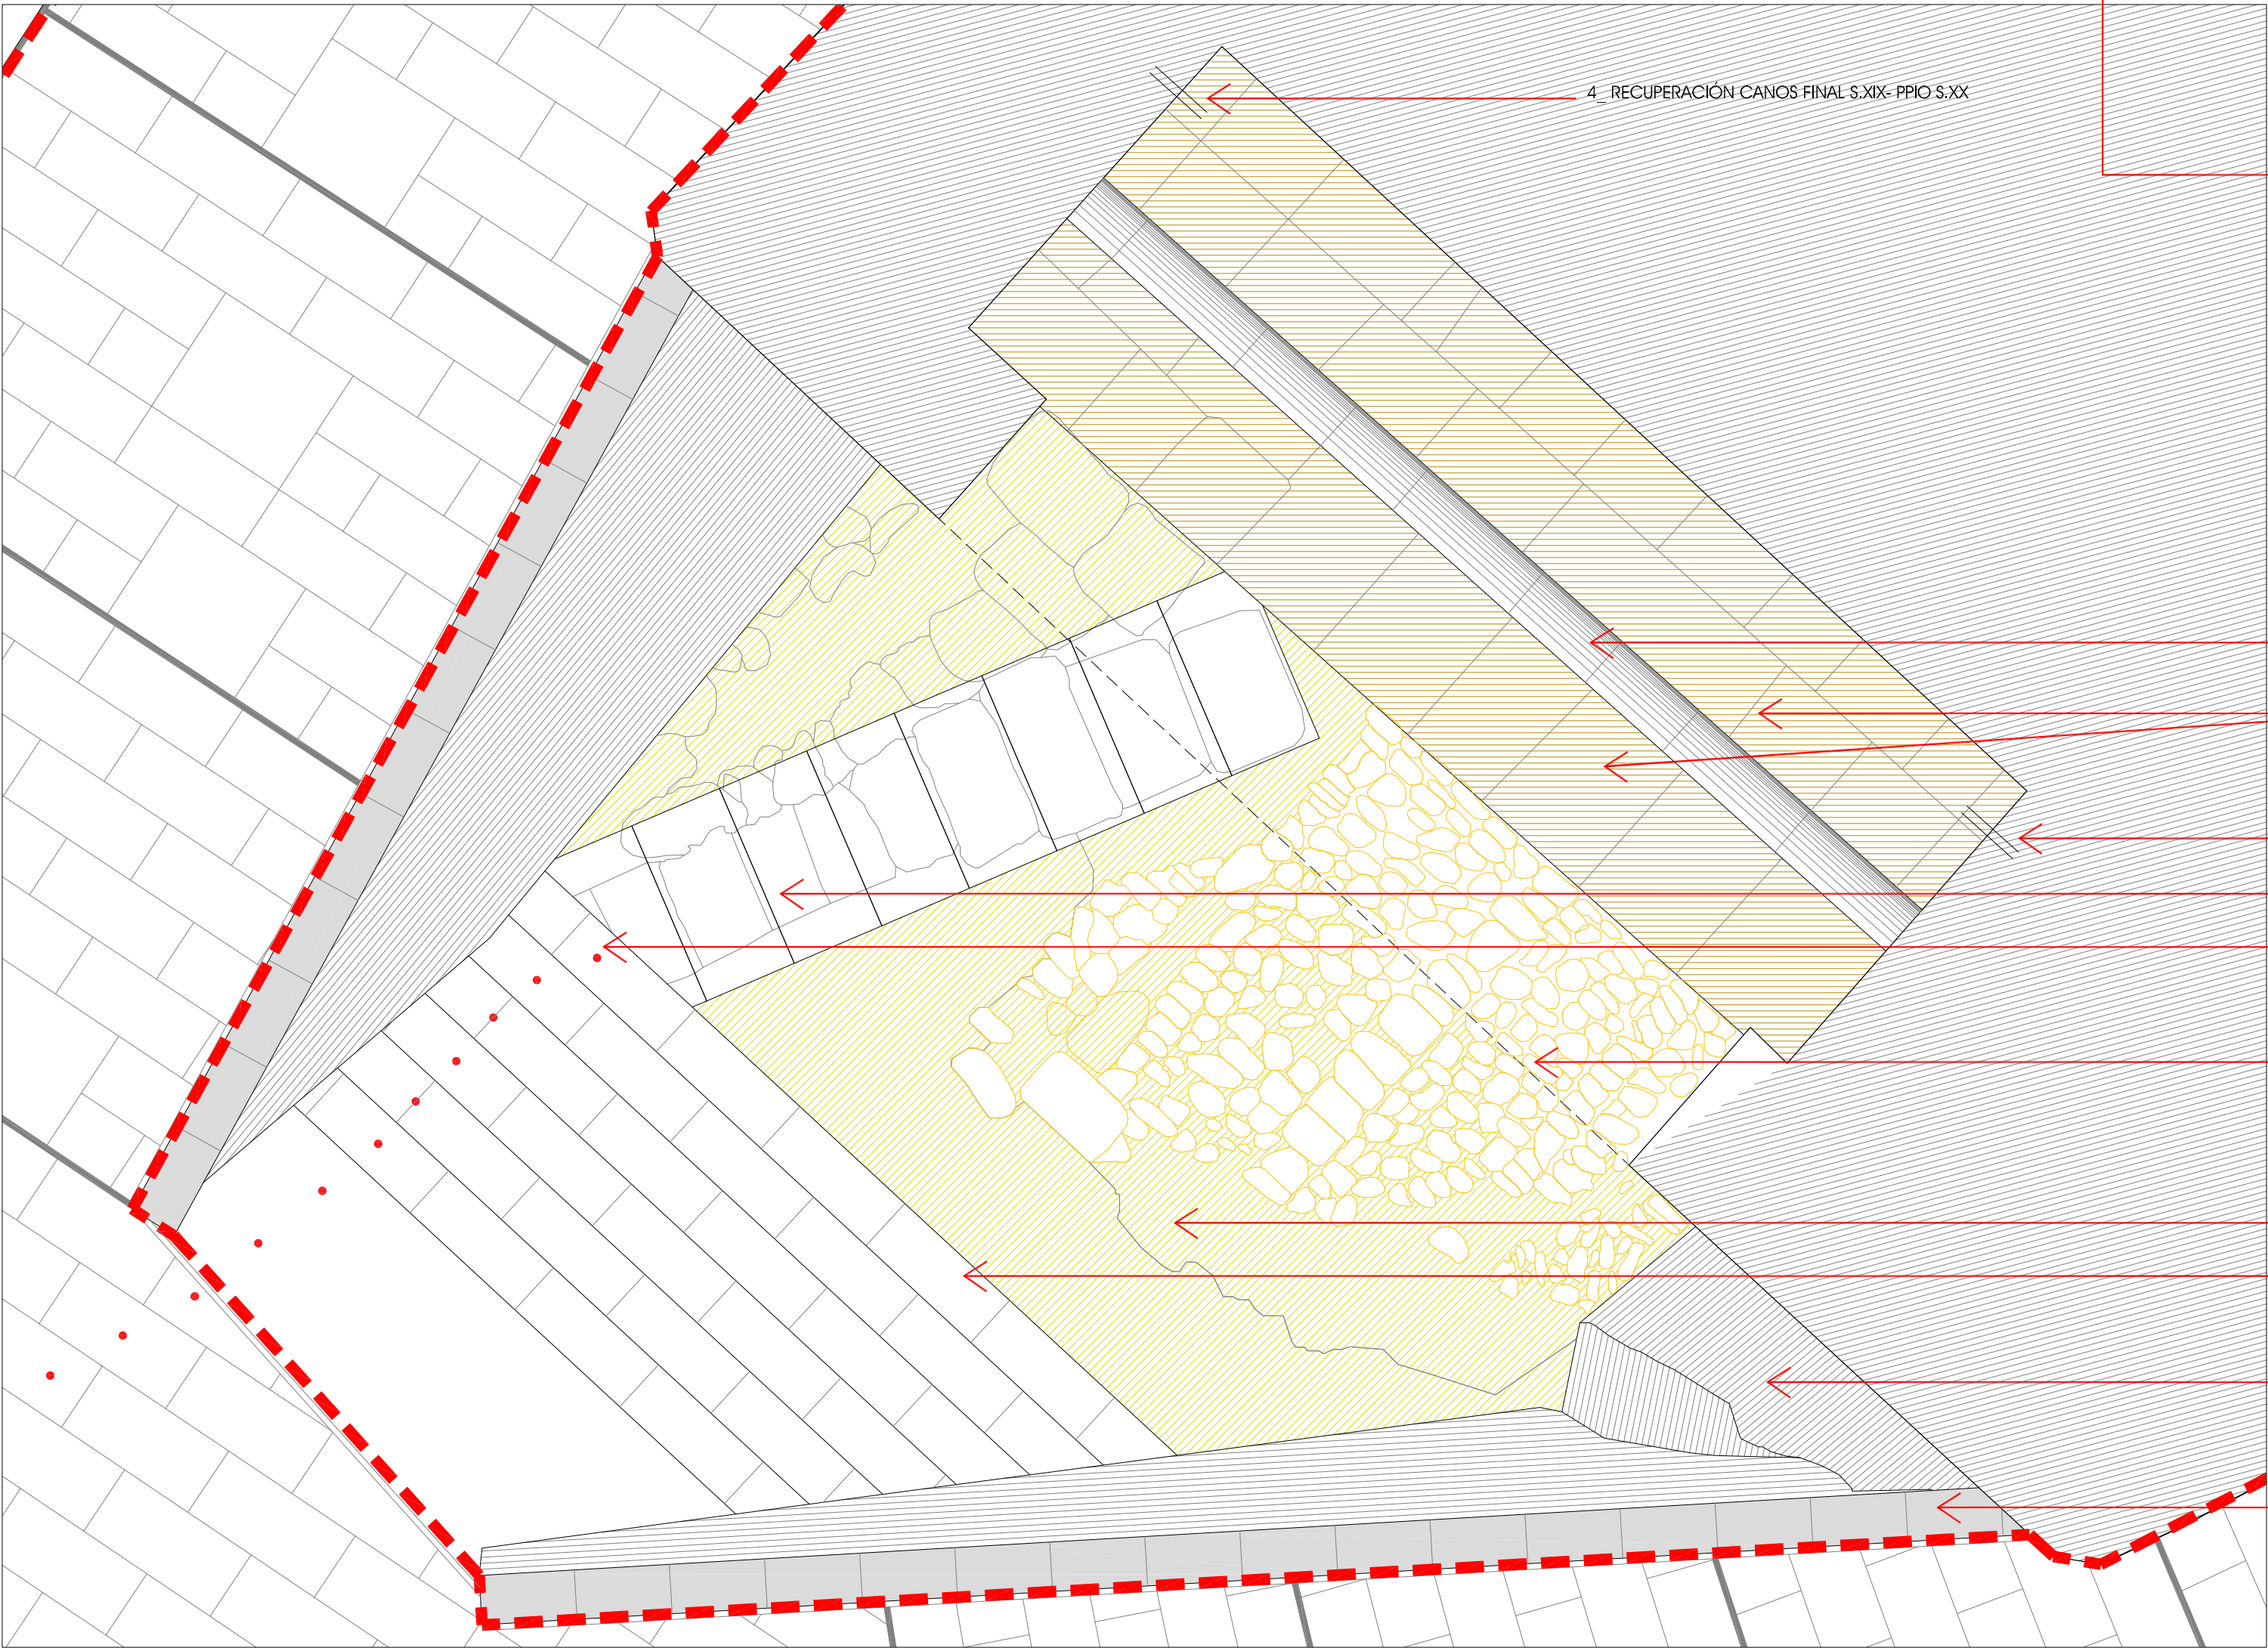 4_ RECUPERACIÓN CANOS FINAL S.XIX- PPIO S.XX